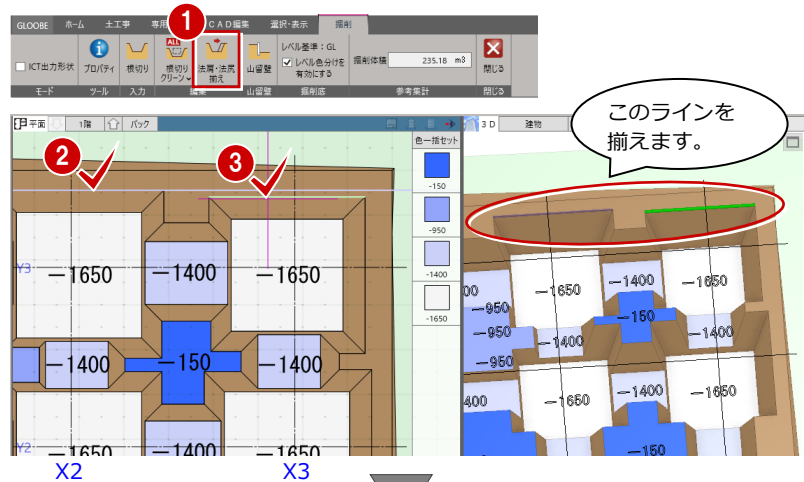 GLOOBE ホーム 土工事 専用 CAD編集 選択・表示 掘削
1
ICT出力形状
プロパティ
根切り
ALL
根切り
クリーン
法肩・法尻
揃え
山留壁
レベル基準：GL
レベル色分けを
有効にする
掘削体積 235.18 m3
閉じる
モード ツール 入力 編集 山留壁 掘削底 参考集計 閉じる
このラインを
揃えます。
平面 1階 バック
3D 建物
色一括セット
-150
-950
-1400
-1650
2
3
Y3
－1650 －1400 －1650
－1400 －150 －1400
Y2
－1650 －1400 －1650
X2 X3
00 －1650 －1400 －1650
－950 －150
－950 －1400 －1400
－950
400 －1650 －1400 －1650
－150